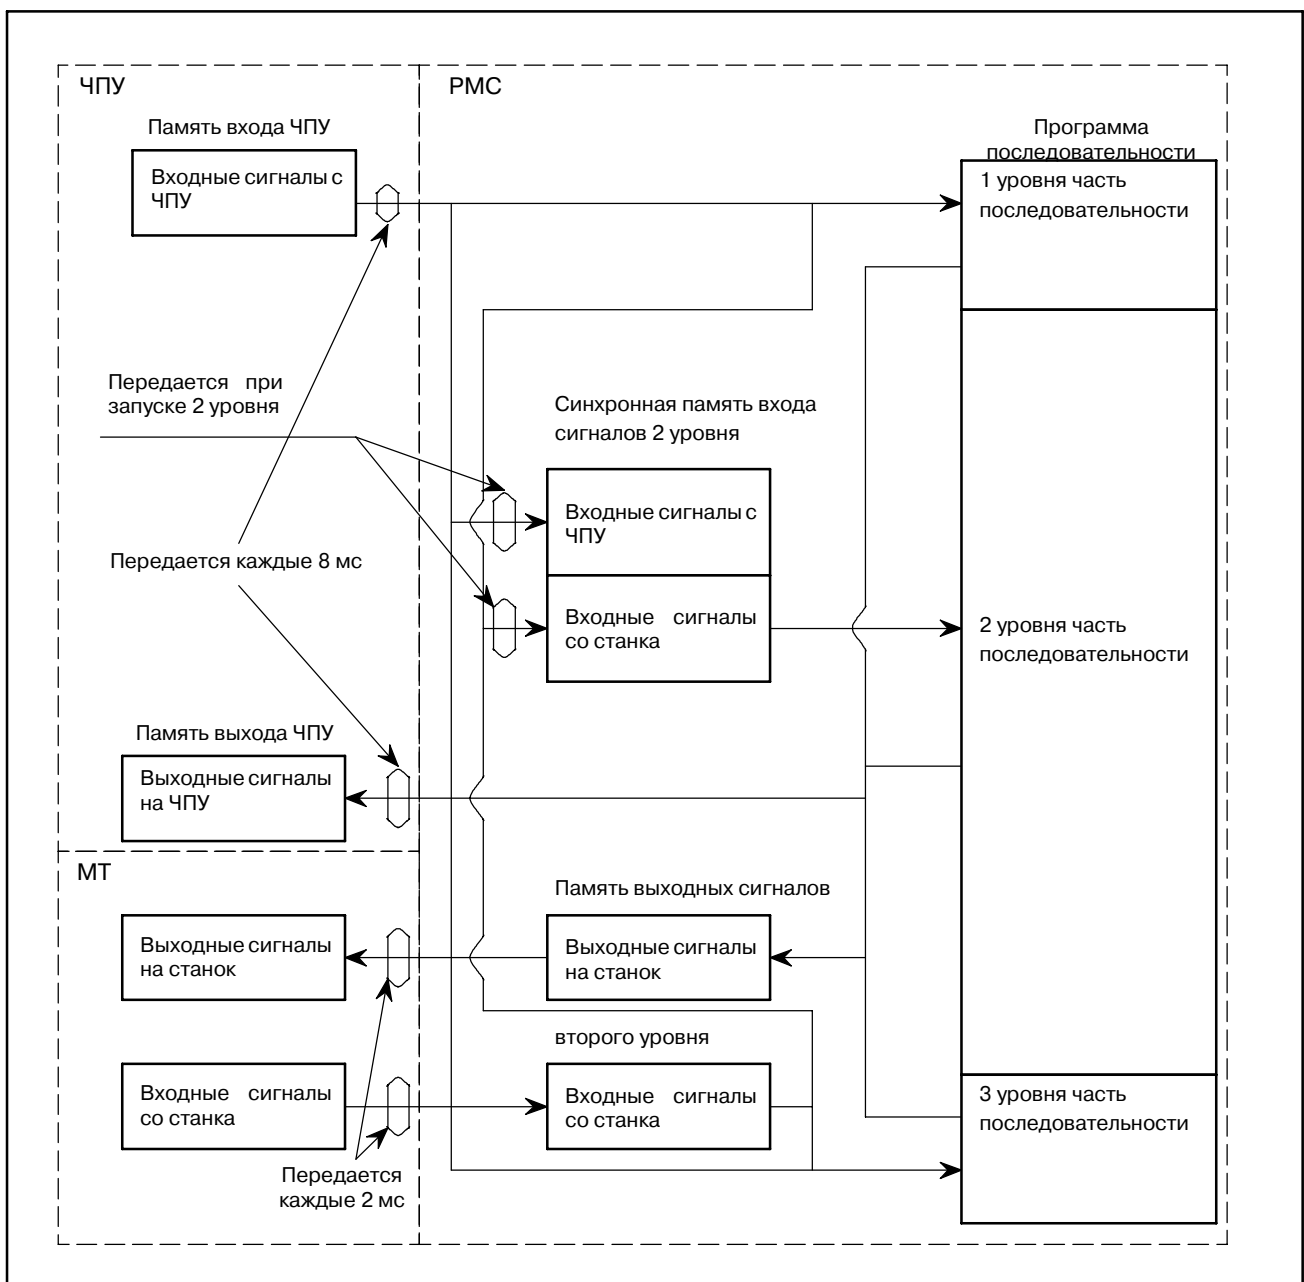 ЧПУ
PMC
Память входа ЧПУ
Входные сигналы с
ЧПУ
Программа
последовательности
1 уровня часть
последовательности
Передается при
запуске 2 уровня
Синхронная память входа
сигналов 2 уровня
Входные сигналы с
ЧПУ
Передается каждые 8 мс
Входные сигналы
со станка
2 уровня часть
последовательности
Память выхода ЧПУ
Выходные сигналы
на ЧПУ
МТ
Память выходных сигналов
Выходные сигналы
на станок
Выходные сигналы
на станок
второго уровня
Входные сигналы
со станка
Входные сигналы
со станка
3 уровня часть
последовательности
Передается
каждые 2 мс